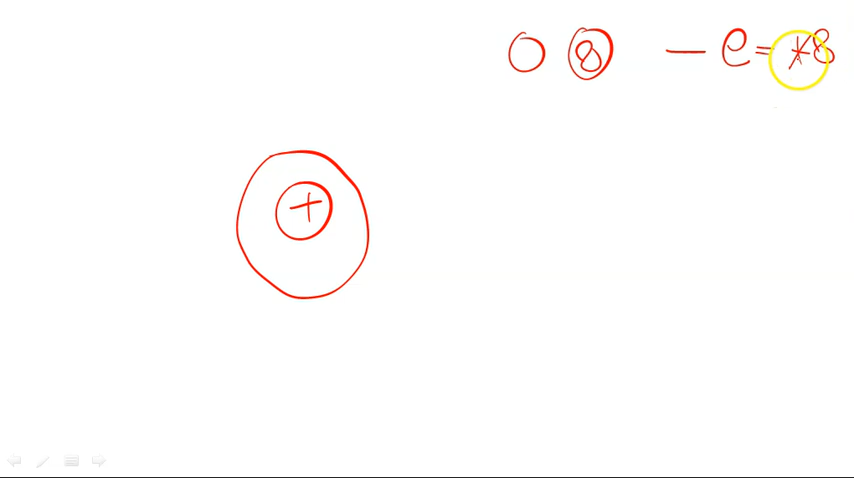 O 8 — e = +8
+